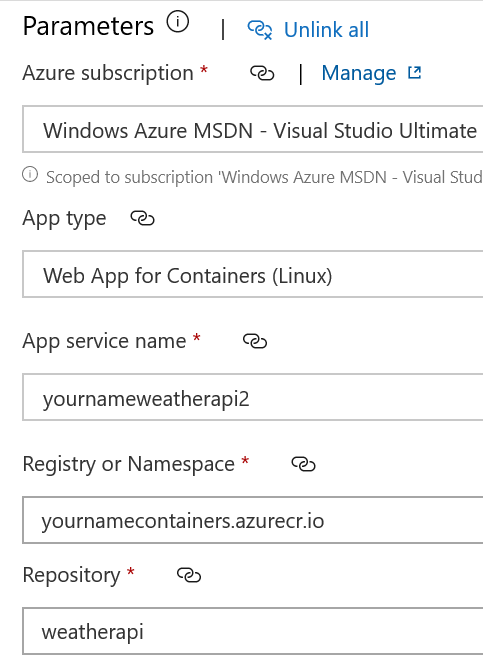 Parameters | Unlink all
Azure subscription * | Manage
Windows Azure MSDN - Visual Studio Ultimate
Scoped to subscription 'Windows Azure MSDN - Visual Stud
App type
Web App for Containers (Linux)
App service name *
yournameweatherapi2
Registry or Namespace *
yournamecontainers.azurecr.io
Repository *
weatherapi